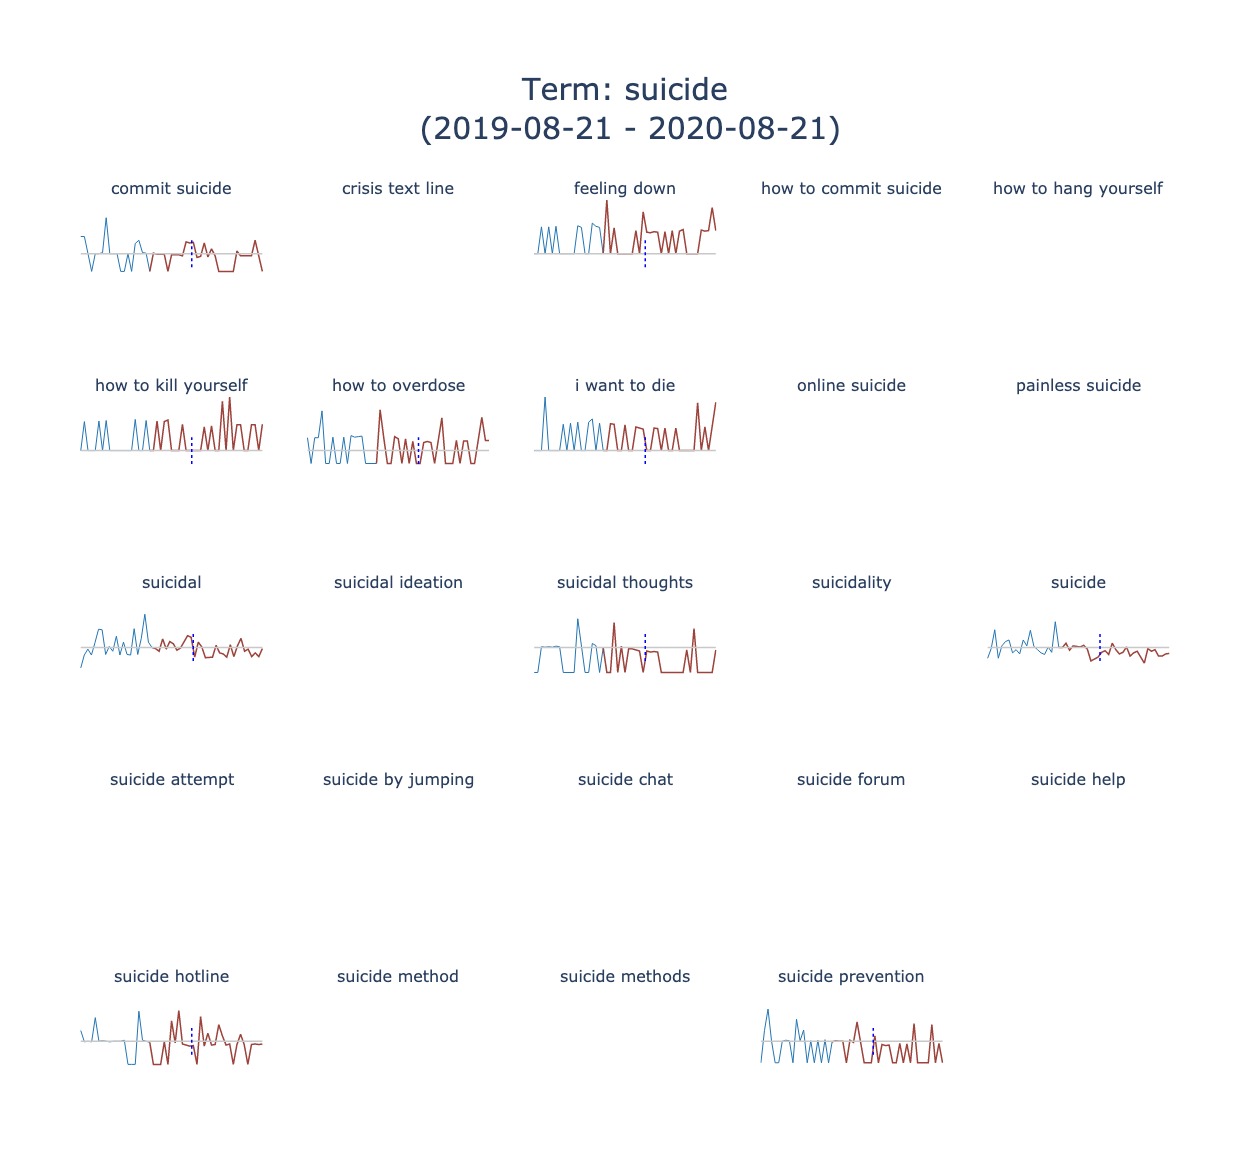 Term: suicide
(2019-08-21 - 2020-08-21)
commit suicide
crisis text line
feeling down
how to commit suicide
how to hang yourself
how to kill yourself
how to overdose
i want to die
online suicide
painless suicide
suicidal
suicidal ideation
suicidal thoughts
suicidality
suicide
suicide attempt
suicide by jumping
suicide chat
suicide forum
suicide help
suicide hotline
suicide method
suicide methods
suicide prevention